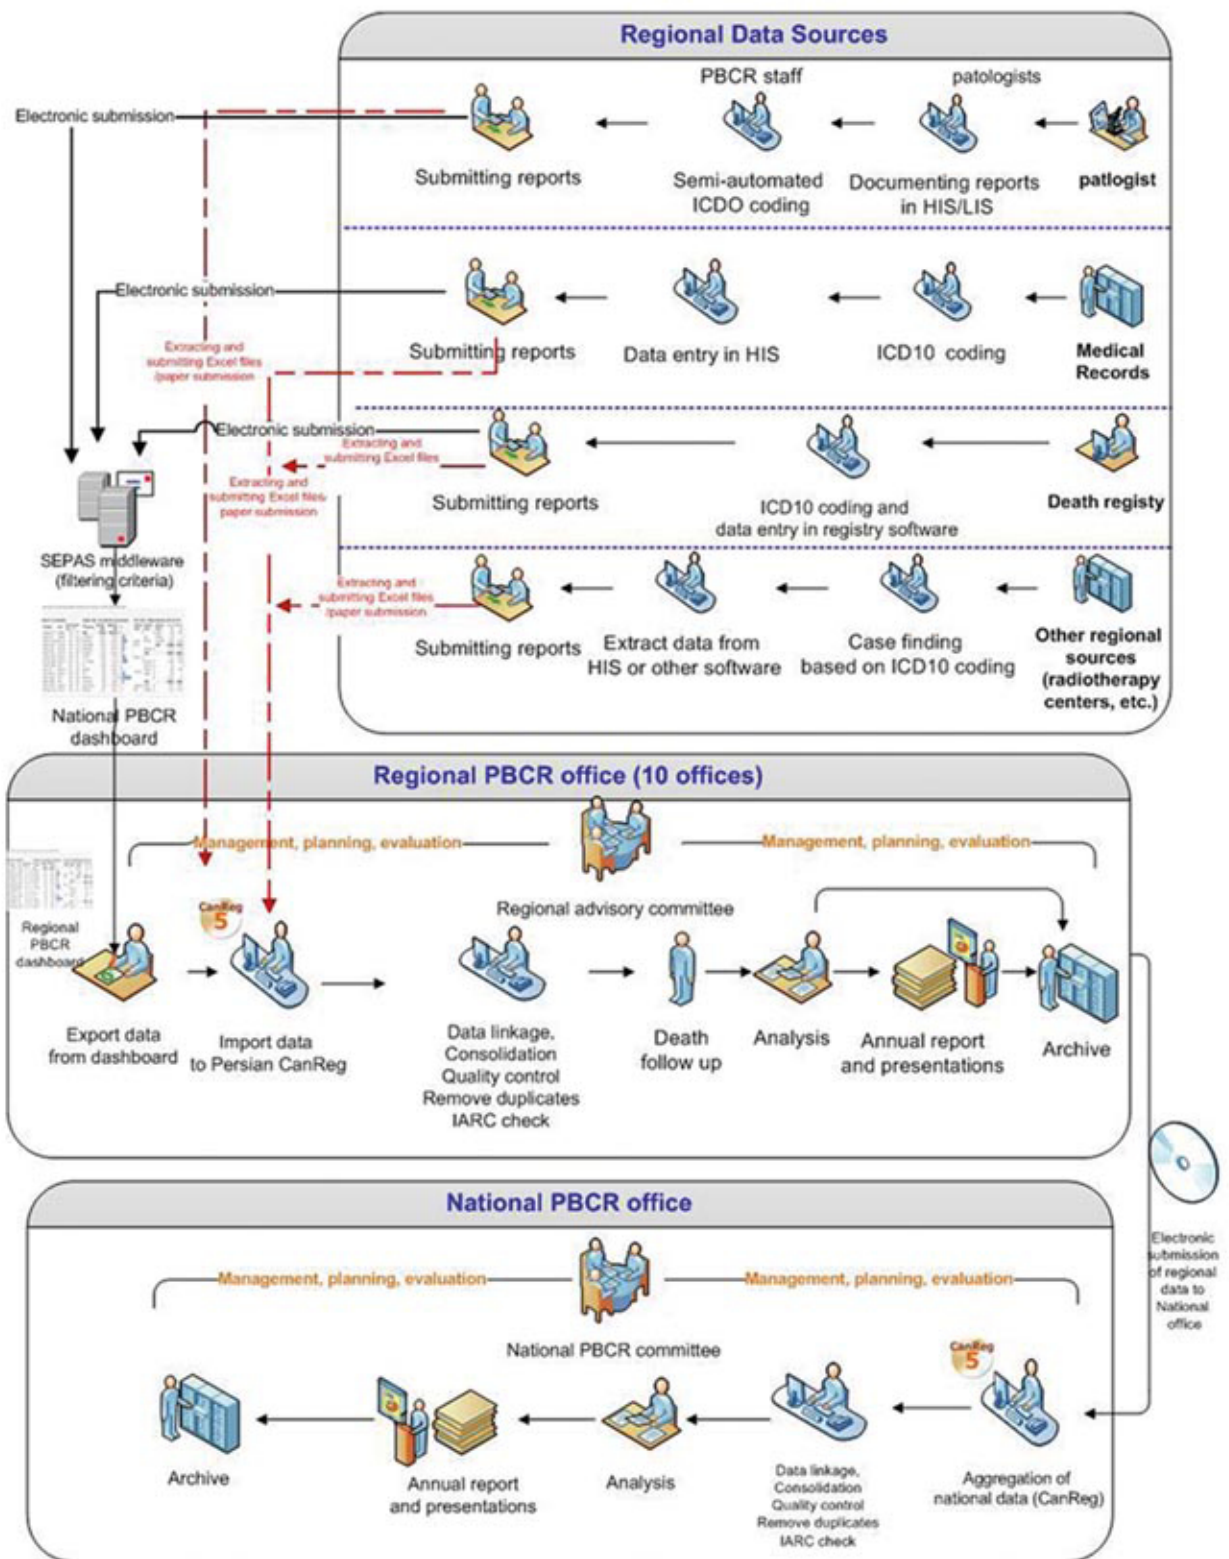 Regional Data Sources
PBCR staff
patologists
Electronic submission
Submitting reports
Semi-automated
ICDO coding
Documenting reports
in HIS/LIS
patlogist
Electronic submission
Extracting and
submitting Excel files
/paper submission
Submitting reports
Data entry in HIS
ICD10 coding
Medical
Records
Electronic submission
Extracting and
submitting Excel files
Extracting and
submitting Excel files/
paper submission
Submitting reports
ICD10 coding and
data entry in registry software
Death registy
SEPAS middleware
(filtering criteria)
Extracting and
submitting Excel files
/paper submission
Submitting reports
Extract data from
HIS or other software
Case finding
based on ICD10 coding
Other regional
sources
(radiotherapy
centers, etc.)
National PBCR
dashboard
Regional PBCR office (10 offices)
Management, planning, evaluation
Management, planning, evaluation
Regional advisory committee
CanReg
5
Regional
PBCR
dashboard
Export data
from dashboard
Import data
to Persian CanReg
Data linkage,
Consolidation
Quality control
Remove duplicates
IARC check
Death
follow up
Analysis
Annual report
and presentations
Archive
Electronic
submission
of regional
data to
National
office
National PBCR office
Management, planning, evaluation
Management, planning, evaluation
National PBCR committee
CanReg
5
Archive
Annual report
and presentations
Analysis
Data linkage,
Consolidation
Quality control
Remove duplicates
IARC check
Aggregation of
national data (CanReg)